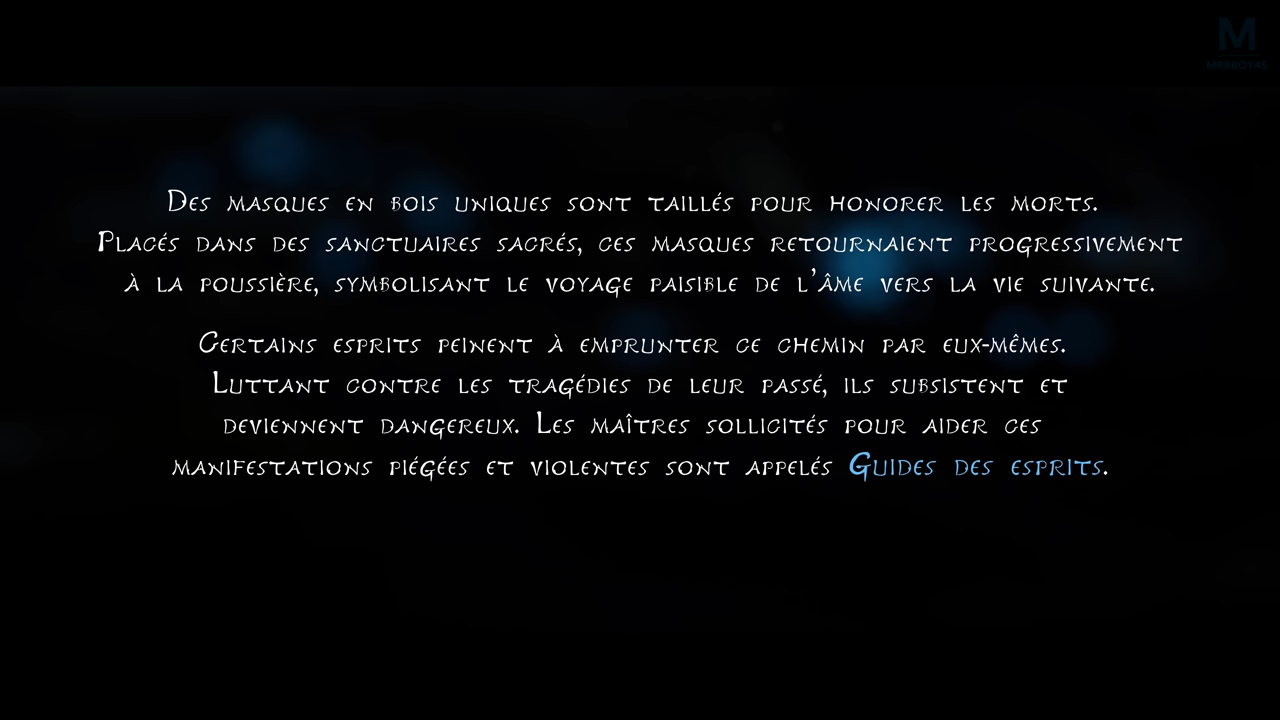 M
MRROY45
Des masques en bois uniques sont taillés pour honorer les morts.
Placés dans des sanctuaires sacrés, ces masques retournaient progressivement
à la poussière, symbolisant le voyage paisible de l'âme vers la vie suivante.
Certains esprits peinent à emprunter ce chemin par eux-mêmes.
Luttant contre les tragédies de leur passé, ils subsistent et
deviennent dangereux. Les maîtres sollicités pour aider ces
manifestations piégées et violentes sont appelés Guides des esprits.